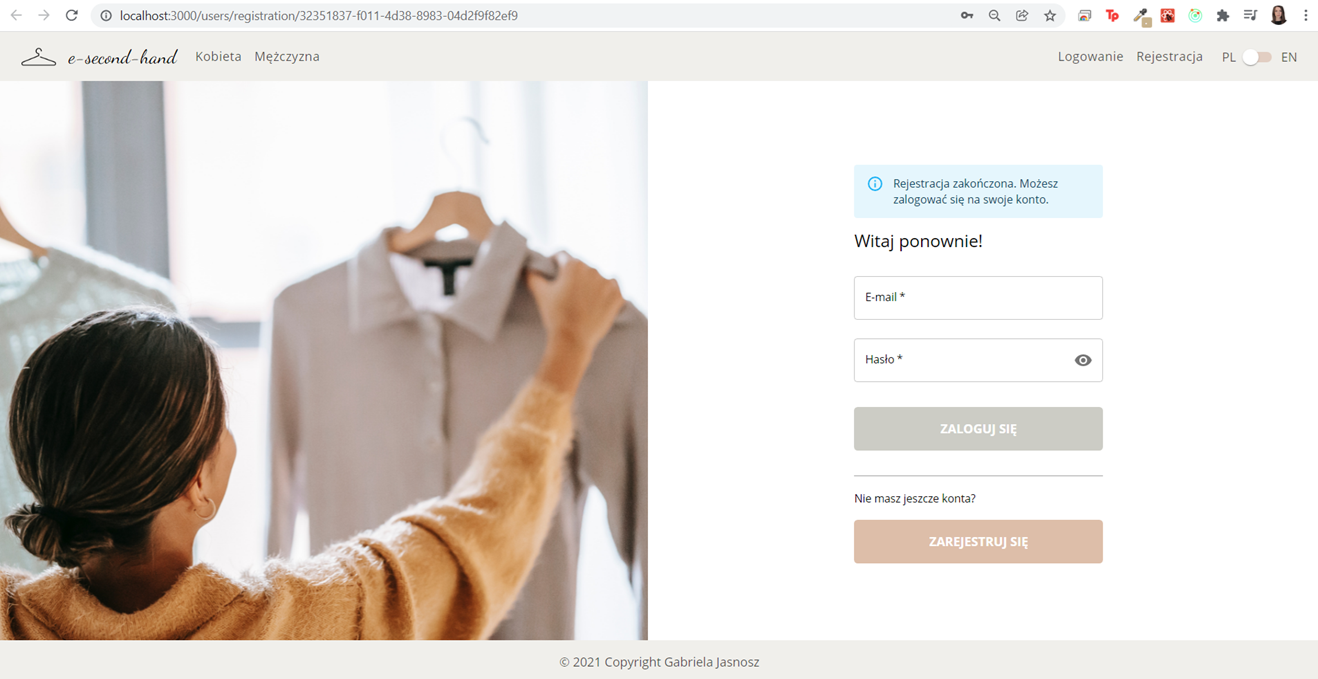 localhost:3000/users/registration/32351837-f011-4d38-8983-04d2f9f82ef9
Tp
e-second-hand Kobieta Mężczyzna Logowanie Rejestracja PL EN
Rejestracja zakończona. Możesz
zalogować się na swoje konto.
Witaj ponownie!
E-mail *
Hasło *
ZALOGUJ SIĘ
Nie masz jeszcze konta?
ZAREJESTRUJ SIĘ
© 2021 Copyright Gabriela Jasnosz